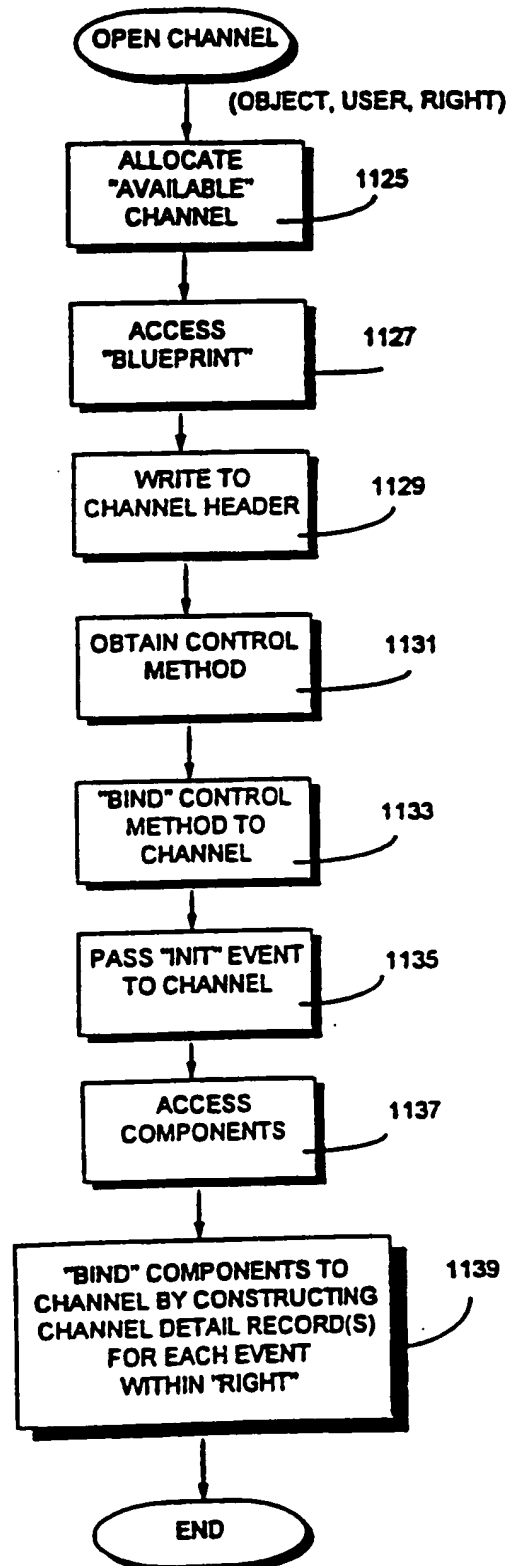 OPEN CHANNEL
(OBJECT, USER, RIGHT)
ALLOCATE
"AVAILABLE"
CHANNEL
1125
ACCESS
"BLUEPRINT"
1127
WRITE TO
CHANNEL HEADER
1129
OBTAIN CONTROL
METHOD
1131
"BIND" CONTROL
METHOD TO
CHANNEL
1133
PASS "INIT" EVENT
TO CHANNEL
1135
ACCESS
COMPONENTS
1137
"BIND" COMPONENTS TO
CHANNEL BY CONSTRUCTING
CHANNEL DETAIL RECORD(S)
FOR EACH EVENT
WITHIN "RIGHT"
1139
END